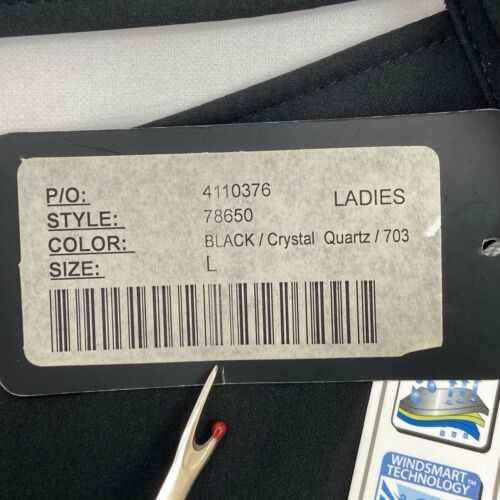 P/O: 4110376 LADIES
STYLE: 78650
COLOR: BLACK / Crystal Quartz / 703
SIZE: L
WINDSMART
TECHNOLOGY